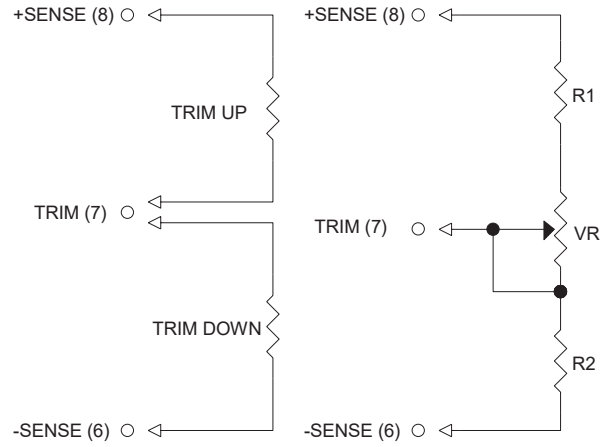 +SENSE (8)
TRIM UP
TRIM (7)
TRIM DOWN
-SENSE (6)
+SENSE (8)
R1
TRIM (7)
VR
R2
-SENSE (6)